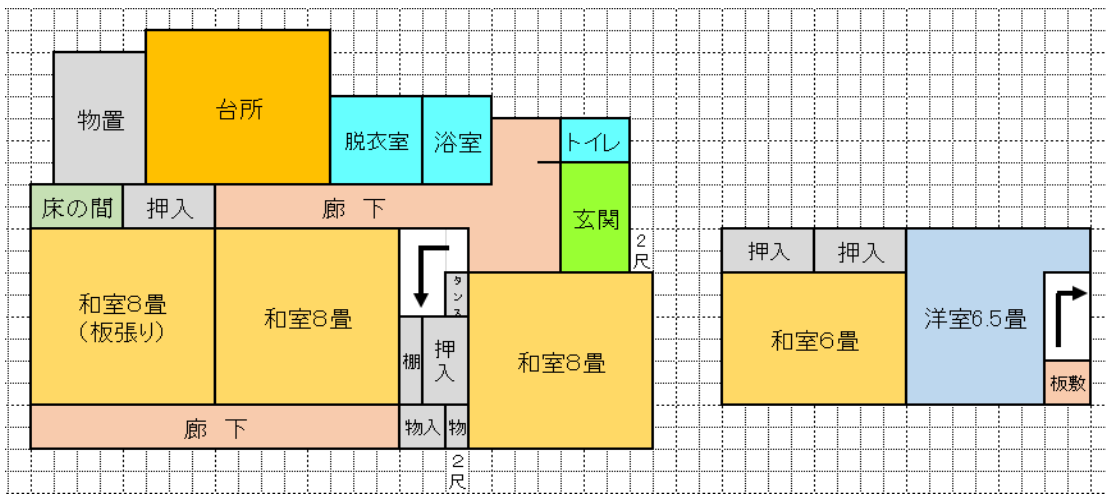 物置
台所
脱衣室
浴室
トイレ
床の間
押入
廊 下
玄関
2
尺
和室8畳
(板張り)
和室8畳
タンス
棚
押
入
和室8畳
廊 下
物入
物
2
尺
押入
押入
和室6畳
洋室6.5畳
板敷